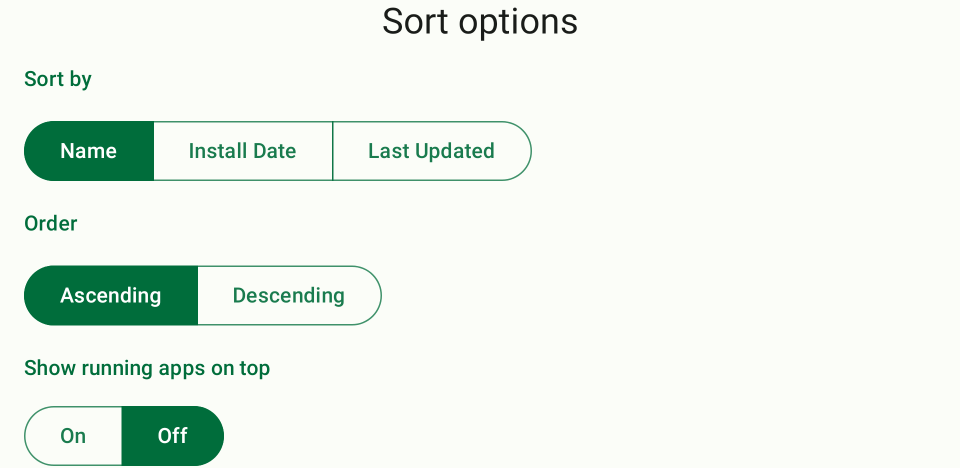 Sort options
Sort by
Name Install Date Last Updated
Order
Ascending Descending
Show running apps on top
On Off